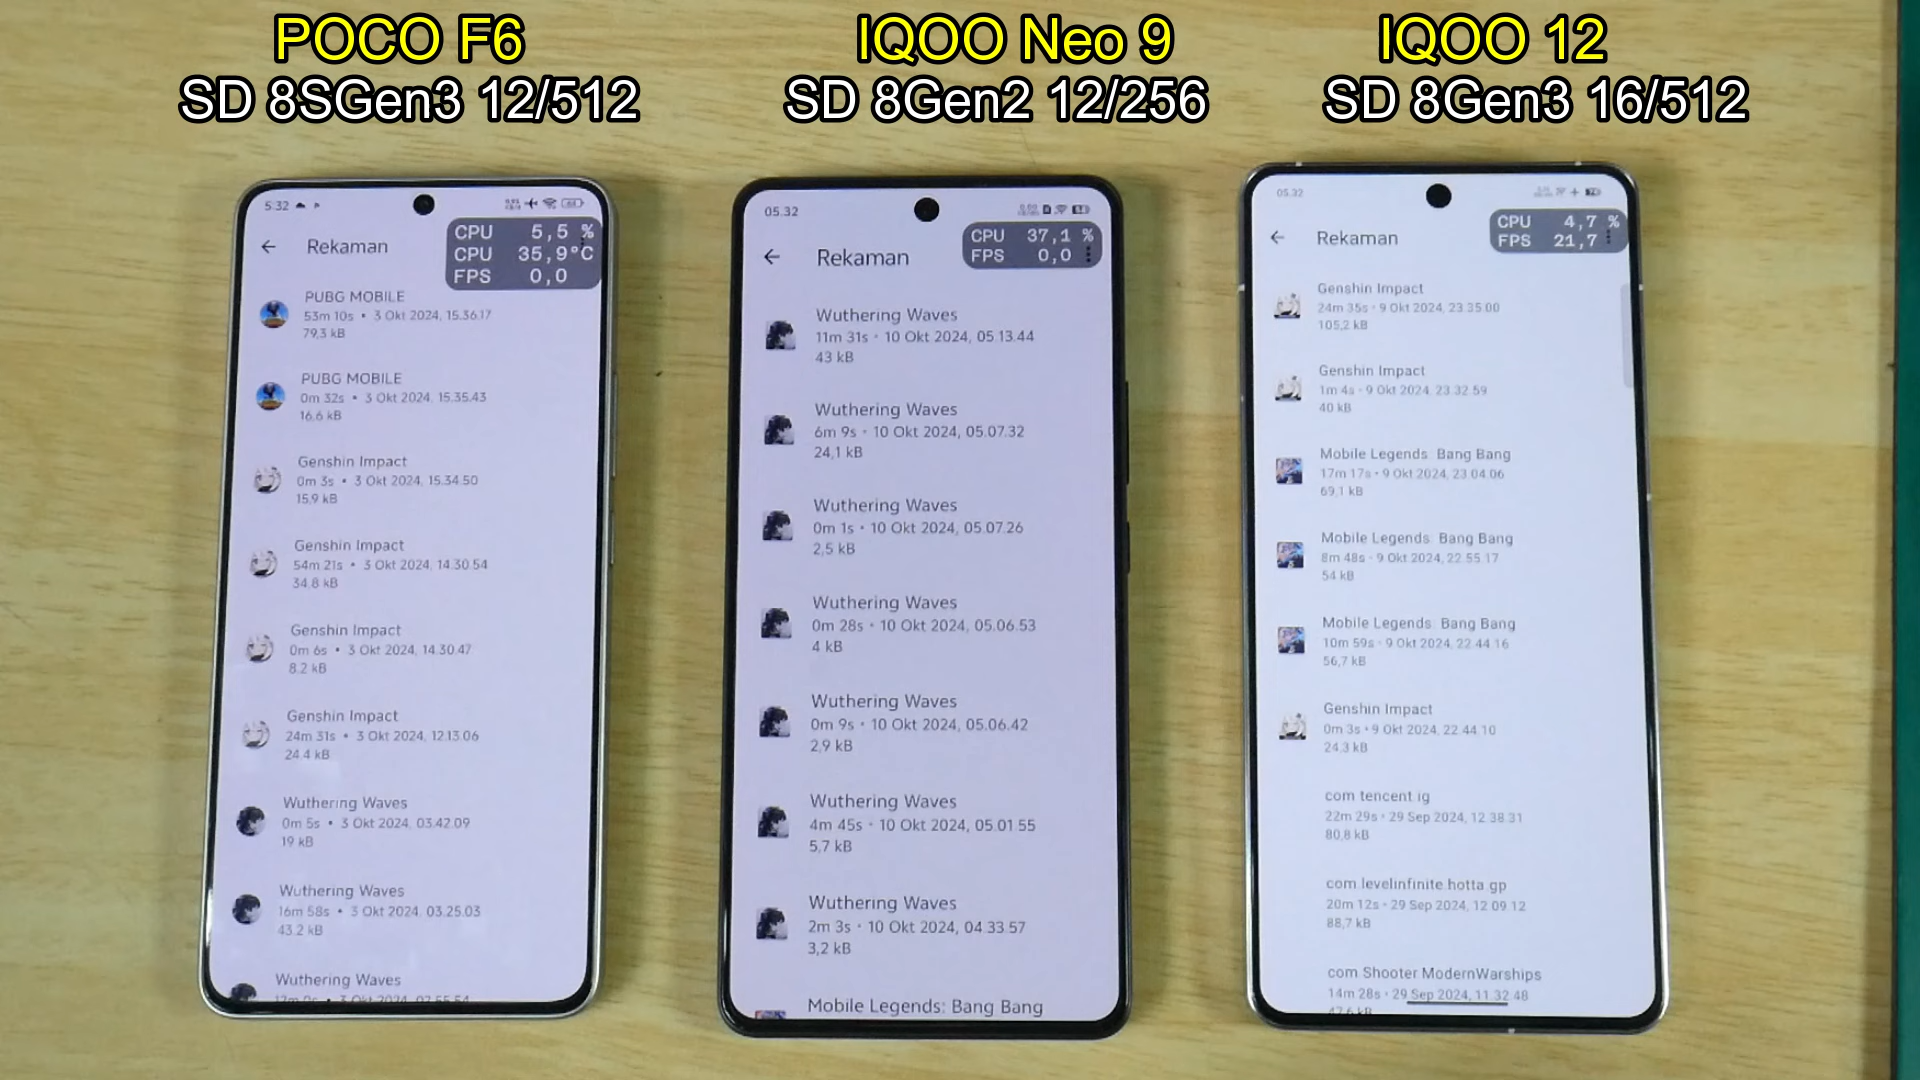 POCO F6
SD 8SGen3 12/512
IQOO Neo 9
SD 8Gen2 12/256
IQOO 12
SD 8Gen3 16/512
5:32
CPU 5,5 %
CPU 35,9°C
FPS 0,0
Rekaman
PUBG MOBILE
53m 10s • 3 Okt 2024, 15.36.17
79,3 kB
PUBG MOBILE
0m 32s • 3 Okt 2024, 15.35.43
16,6 kB
Genshin Impact
0m 3s • 3 Okt 2024, 15.34.50
15,9 kB
Genshin Impact
54m 21s • 3 Okt 2024, 14.30.54
34,8 kB
Genshin Impact
0m 6s • 3 Okt 2024, 14.30.47
8,2 kB
Genshin Impact
24m 31s • 3 Okt 2024, 12.13.06
24,4 kB
Wuthering Waves
0m 5s • 3 Okt 2024, 03.42.09
19 kB
Wuthering Waves
16m 58s • 3 Okt 2024, 03.25.03
43,2 kB
Wuthering Waves
12m 0s • 3 Okt 2024, 02.55.54
05.32
CPU 37,1 %
FPS 0,0
Rekaman
Wuthering Waves
11m 31s • 10 Okt 2024, 05.13.44
43 kB
Wuthering Waves
6m 9s • 10 Okt 2024, 05.07.32
24,1 kB
Wuthering Waves
0m 1s • 10 Okt 2024, 05.07.26
2,5 kB
Wuthering Waves
0m 28s • 10 Okt 2024, 05.06.53
4 kB
Wuthering Waves
0m 9s • 10 Okt 2024, 05.06.42
2,9 kB
Wuthering Waves
4m 45s • 10 Okt 2024, 05.01.55
5,7 kB
Wuthering Waves
2m 3s • 10 Okt 2024, 04.33.57
3,2 kB
Mobile Legends: Bang Bang
05.32
CPU 4,7 %
FPS 21,7
Rekaman
Genshin Impact
24m 35s • 9 Okt 2024, 23.35.00
105,2 kB
Genshin Impact
1m 4s • 9 Okt 2024, 23.32.59
40 kB
Mobile Legends: Bang Bang
17m 17s • 9 Okt 2024, 23.04.06
69,1 kB
Mobile Legends: Bang Bang
8m 48s • 9 Okt 2024, 22.55.17
54 kB
Mobile Legends: Bang Bang
10m 59s • 9 Okt 2024, 22.44.16
56,7 kB
Genshin Impact
0m 3s • 9 Okt 2024, 22.44.10
24,3 kB
com.tencent.ig
22m 29s • 29 Sep 2024, 12.38.31
80,8 kB
com.levelinfinite.hotta.gp
20m 12s • 29 Sep 2024, 12.09.12
88,7 kB
com.Shooter.ModernWarships
14m 28s • 29 Sep 2024, 11.32.48
47,6 kB